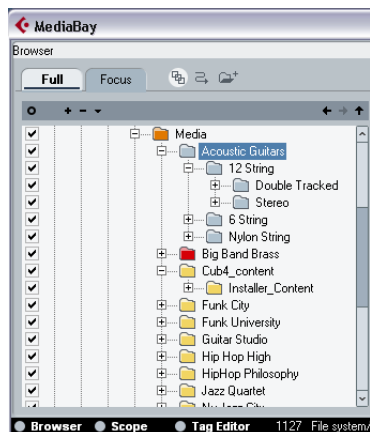 MediaBay
Browser
Full Focus
Media
Acoustic Guitars
12 String
Double Tracked
Stereo
6 String
Nylon String
Big Band Brass
Cub4_content
Installer_Content
Funk City
Funk University
Guitar Studio
Hip Hop High
HipHop Philosophy
Jazz Quartet
Browser Scope Tag Editor 1127 File system/